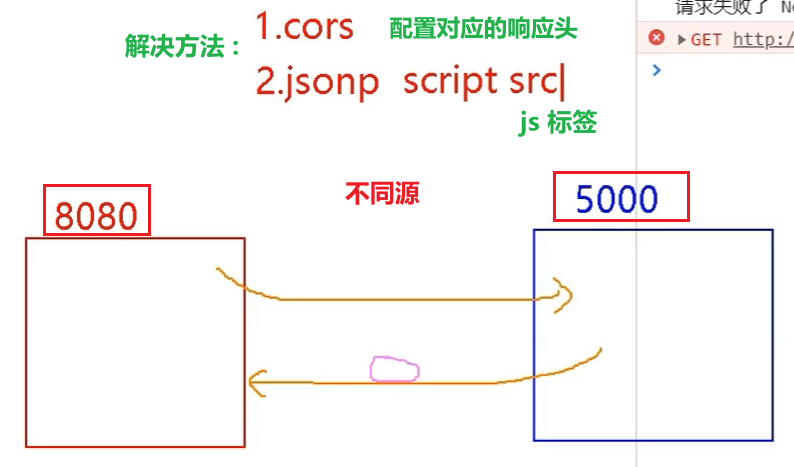 请求失败了 Ne
1.cors 配置对应的响应头
GET http:/
解决方法：
2.jsonp script src
js 标签
不同源
8080
5000